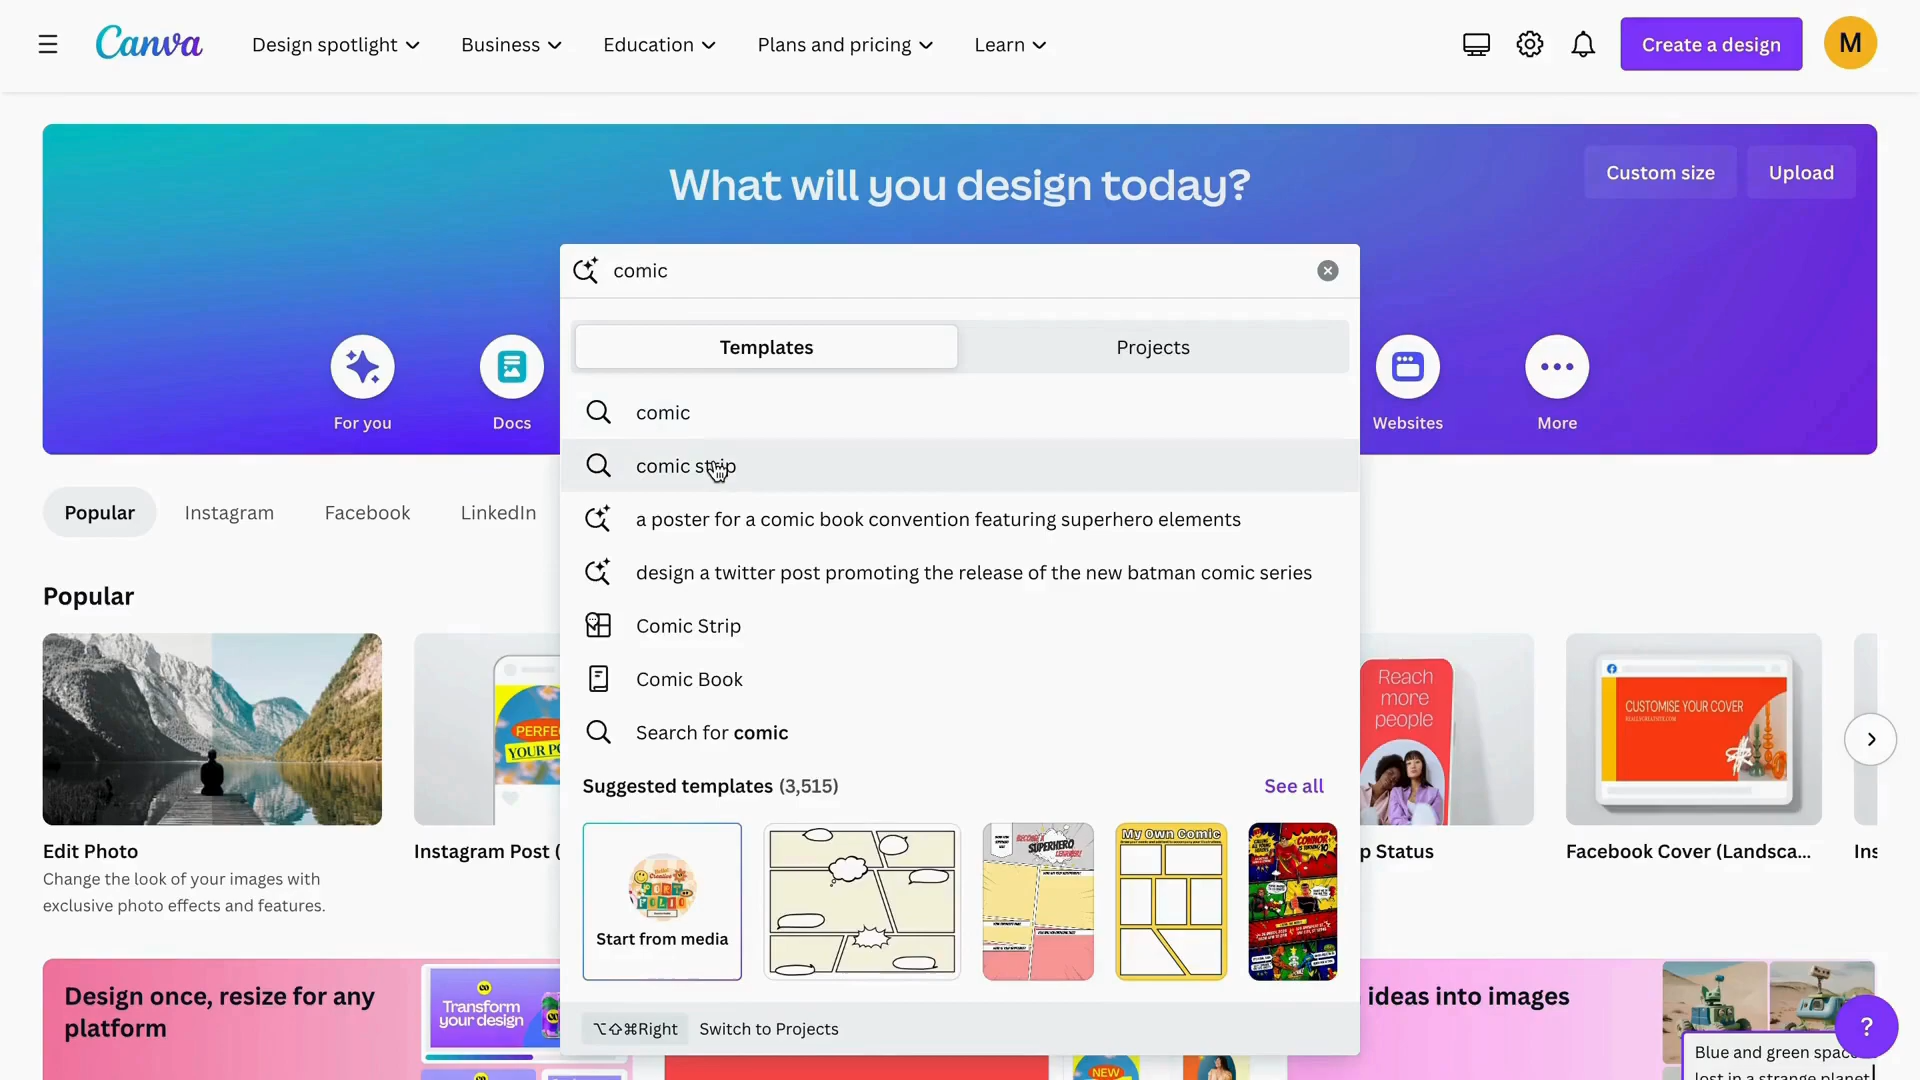 Canva
Design spotlight
Business
Education
Plans and pricing
Learn
Create a design
M
What will you design today?
Custom size
Upload
comic
Templates
Projects
For you
Docs
Websites
More
comic
comic strip
a poster for a comic book convention featuring superhero elements
design a twitter post promoting the release of the new batman comic series
Comic Strip
Comic Book
Search for comic
Popular
Instagram
Facebook
LinkedIn
Popular
Edit Photo
Change the look of your images with
exclusive photo effects and features.
Instagram Post (
Suggested templates (3,515)
See all
Start from media
SUPERHERO
My Own Comic
⌥⇧⌘Right
Switch to Projects
Reach
more
people
p Status
CUSTOMISE YOUR COVER
Facebook Cover (Landsca...
Ins
Design once, resize for any
platform
Transform
your design
NEW
ideas into images
?
Blue and green spac
lost in a strange planet